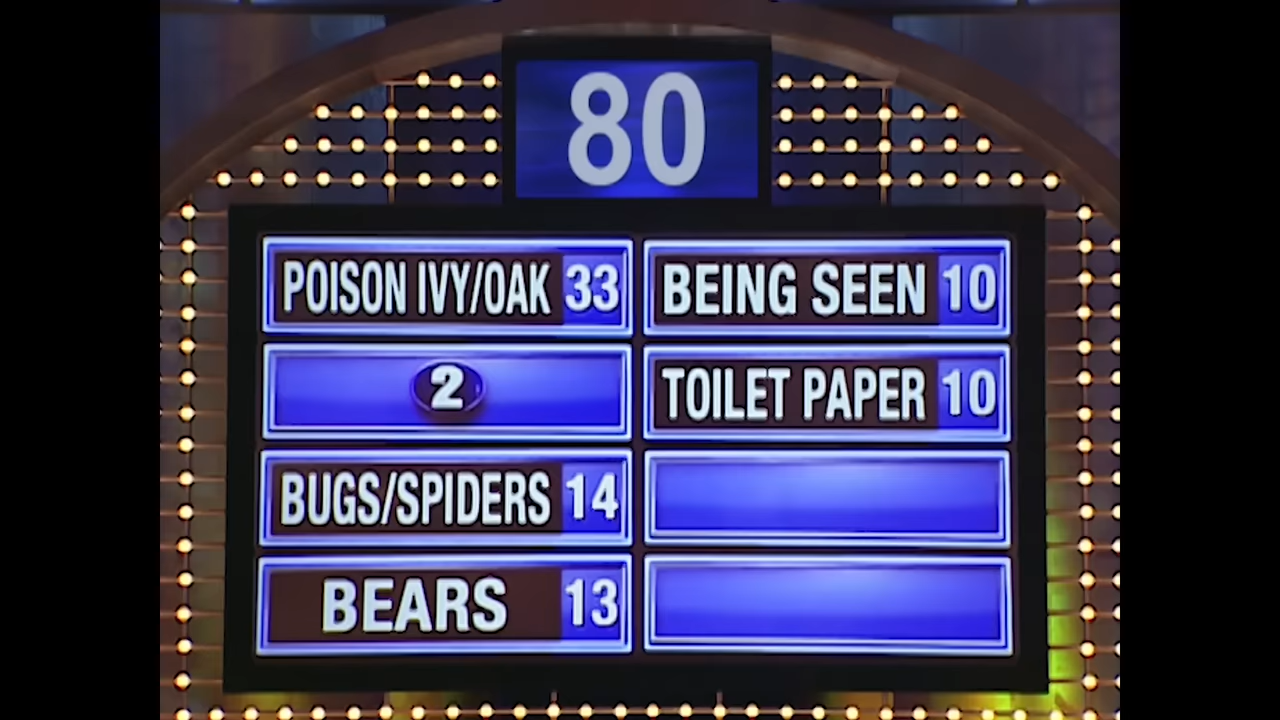 80
POISON IVY/OAK 33
2
BUGS/SPIDERS 14
BEARS 13
BEING SEEN 10
TOILET PAPER 10